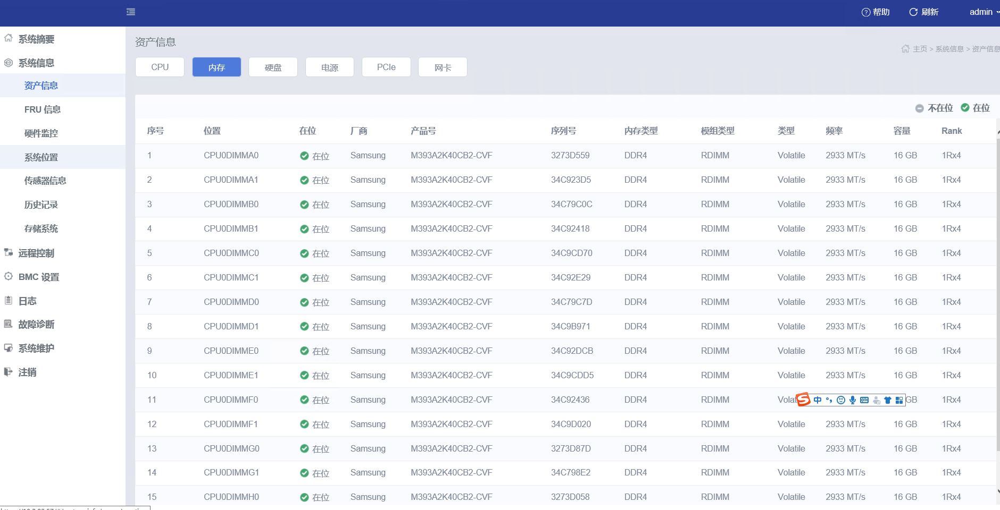 帮助 刷新 admin
系统摘要
系统信息
资产信息
FRU 信息
硬件监控
系统位置
传感器信息
历史记录
存储系统
远程控制
BMC 设置
日志
故障诊断
系统维护
注销
资产信息
主页 > 系统信息 > 资产信息
CPU 内存 硬盘 电源 PCIe 网卡
不在位 在位
序号 位置 在位 厂商 产品号 序列号 内存类型 模组类型 类型 频率 容量 Rank
1 CPU0DIMMA0 在位 Samsung M393A2K40CB2-CVF 3273D559 DDR4 RDIMM Volatile 2933 MT/s 16 GB 1Rx4
2 CPU0DIMMA1 在位 Samsung M393A2K40CB2-CVF 34C923D5 DDR4 RDIMM Volatile 2933 MT/s 16 GB 1Rx4
3 CPU0DIMMB0 在位 Samsung M393A2K40CB2-CVF 34C79C0C DDR4 RDIMM Volatile 2933 MT/s 16 GB 1Rx4
4 CPU0DIMMB1 在位 Samsung M393A2K40CB2-CVF 34C92418 DDR4 RDIMM Volatile 2933 MT/s 16 GB 1Rx4
5 CPU0DIMMC0 在位 Samsung M393A2K40CB2-CVF 34C9CD70 DDR4 RDIMM Volatile 2933 MT/s 16 GB 1Rx4
6 CPU0DIMMC1 在位 Samsung M393A2K40CB2-CVF 34C92E29 DDR4 RDIMM Volatile 2933 MT/s 16 GB 1Rx4
7 CPU0DIMMD0 在位 Samsung M393A2K40CB2-CVF 34C79C7D DDR4 RDIMM Volatile 2933 MT/s 16 GB 1Rx4
8 CPU0DIMMD1 在位 Samsung M393A2K40CB2-CVF 34C9B971 DDR4 RDIMM Volatile 2933 MT/s 16 GB 1Rx4
9 CPU0DIMME0 在位 Samsung M393A2K40CB2-CVF 34C92DCB DDR4 RDIMM Volatile 2933 MT/s 16 GB 1Rx4
10 CPU0DIMME1 在位 Samsung M393A2K40CB2-CVF 34C9CDD5 DDR4 RDIMM Volatile 2933 MT/s 16 GB 1Rx4
11 CPU0DIMMF0 在位 Samsung M393A2K40CB2-CVF 34C92436 DDR4 RDIMM Volat 中 GB 1Rx4
12 CPU0DIMMF1 在位 Samsung M393A2K40CB2-CVF 34C9D020 DDR4 RDIMM Volatile 2933 MT/s 16 GB 1Rx4
13 CPU0DIMMG0 在位 Samsung M393A2K40CB2-CVF 3273D87D DDR4 RDIMM Volatile 2933 MT/s 16 GB 1Rx4
14 CPU0DIMMG1 在位 Samsung M393A2K40CB2-CVF 34C798E2 DDR4 RDIMM Volatile 2933 MT/s 16 GB 1Rx4
15 CPU0DIMMH0 在位 Samsung M393A2K40CB2-CVF 3273D058 DDR4 RDIMM Volatile 2933 MT/s 16 GB 1Rx4